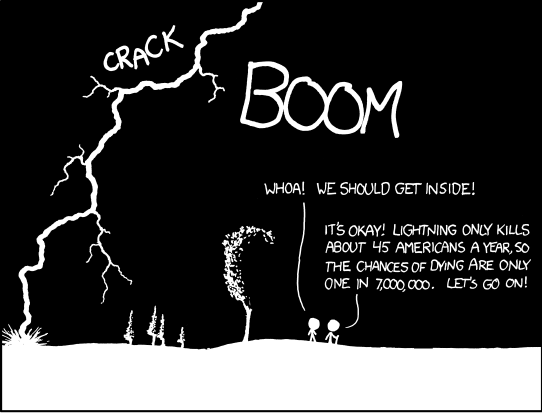 CRACK
BOOM
WHOA! WE SHOULD GET INSIDE!
IT'S OKAY! LIGHTNING ONLY KILLS
ABOUT 45 AMERICANS A YEAR, SO
THE CHANCES OF DYING ARE ONLY
ONE IN 7,000,000. LET'S GO ON!